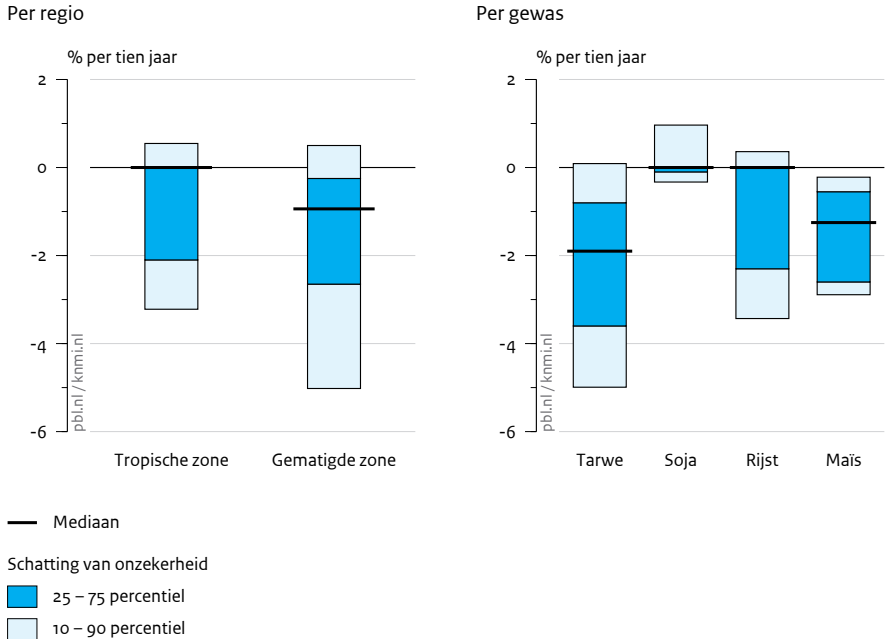 Per regio
% per tien jaar
2
0
-2
-4
-6
pbl.nl / knmi.nl
Tropische zone
Gematigde zone
Per gewas
% per tien jaar
2
0
-2
-4
-6
pbl.nl / knmi.nl
Tarwe
Soja
Rijst
Maïs
Mediaan
Schatting van onzekerheid
25 – 75 percentiel
10 – 90 percentiel